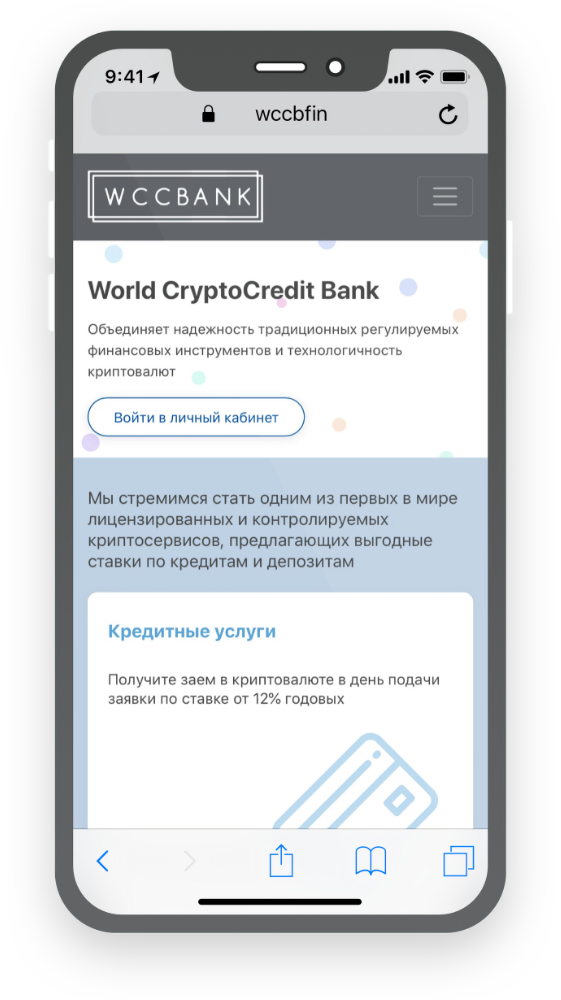 9:41
wccbfin
WCCBANK
World CryptoCredit Bank
Объединяет надежность традиционных регулируемых
финансовых инструментов и технологичность
криптовалют
Войти в личный кабинет
Мы стремимся стать одним из первых в мире
лицензированных и контролируемых
криптосервисов, предлагающих выгодные
ставки по кредитам и депозитам
Кредитные услуги
Получите заем в криптовалюте в день подачи
заявки по ставке от 12% годовых